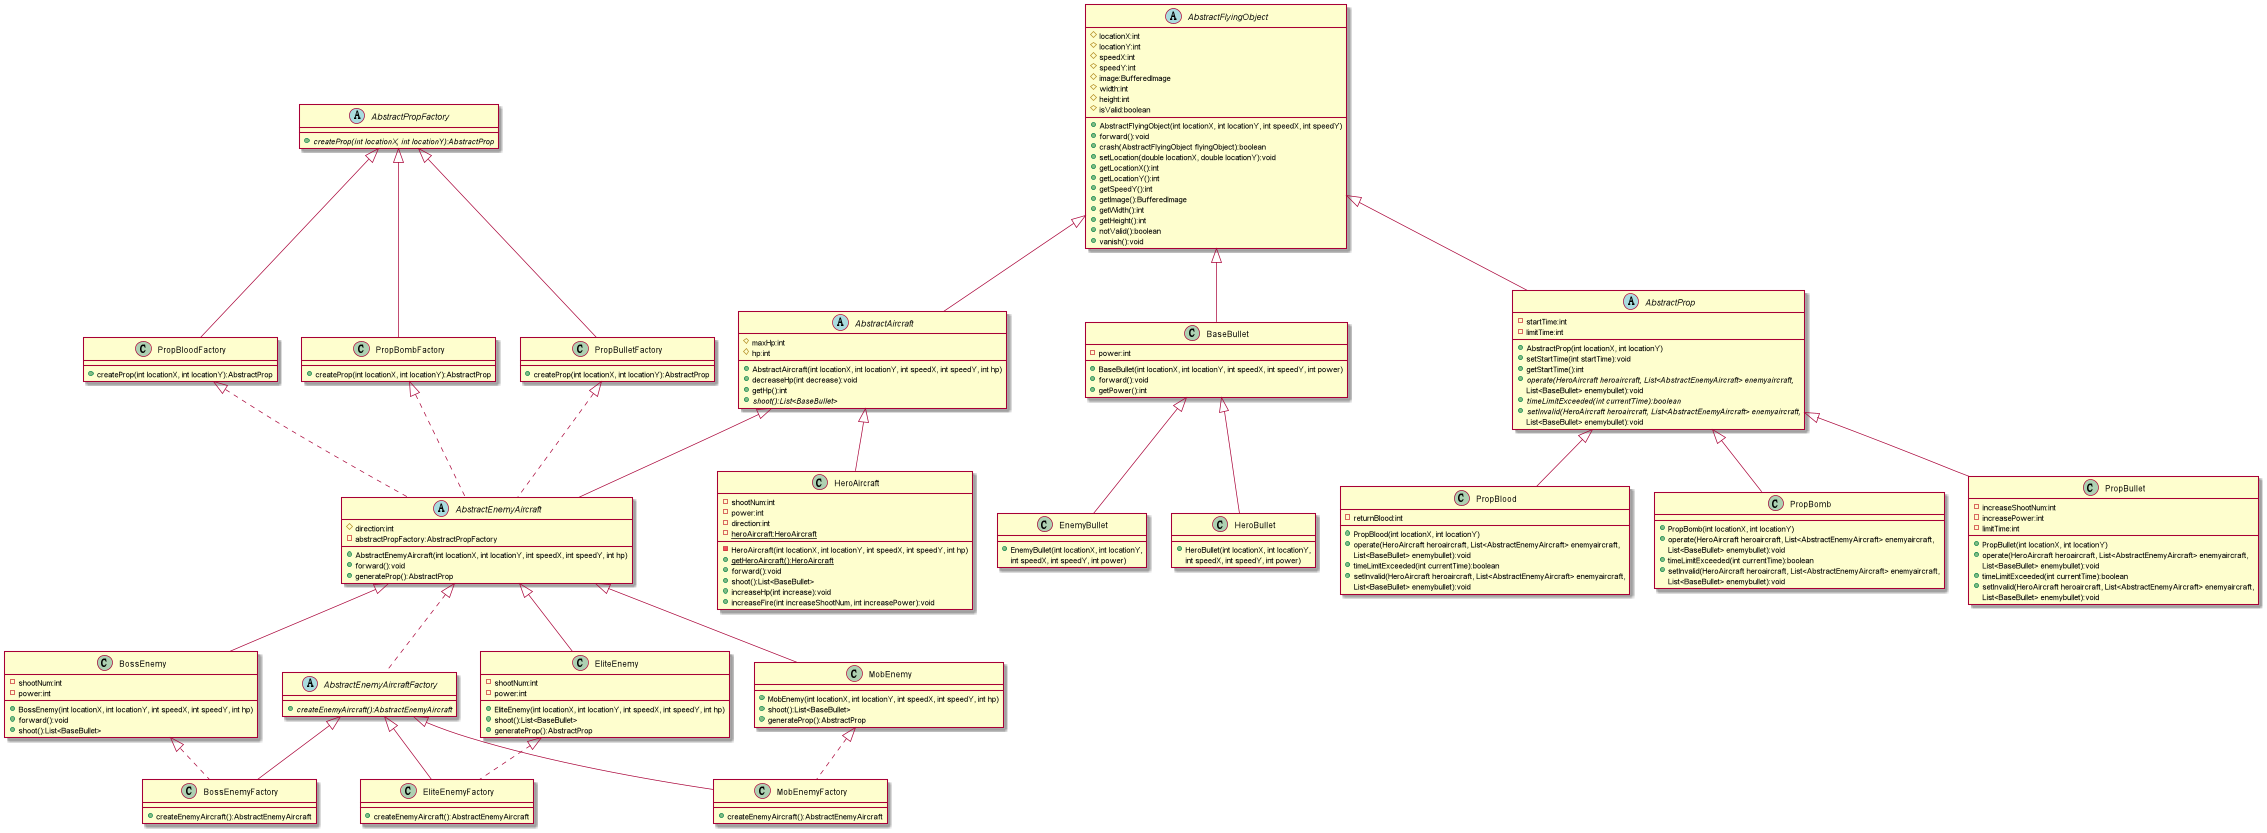 AbstractFlyingObject
locationX:int
locationY:int
speedX:int
speedY:int
image:BufferedImage
width:int
height:int
isValid:boolean
AbstractFlyingObject(int locationX, int locationY, int speedX, int speedY)
forward():void
crash(AbstractFlyingObject flyingObject):boolean
setLocation(double locationX, double locationY):void
getLocationX():int
getLocationY():int
getSpeedY():int
getImage():BufferedImage
getWidth():int
getHeight():int
notValid():boolean
vanish():void
AbstractPropFactory
createProp(int locationX, int locationY):AbstractProp
PropBloodFactory
createProp(int locationX, int locationY):AbstractProp
PropBombFactory
createProp(int locationX, int locationY):AbstractProp
PropBulletFactory
createProp(int locationX, int locationY):AbstractProp
AbstractAircraft
maxHp:int
hp:int
AbstractAircraft(int locationX, int locationY, int speedX, int speedY, int hp)
decreaseHp(int decrease):void
getHp():int
shoot():List<BaseBullet>
BaseBullet
power:int
BaseBullet(int locationX, int locationY, int speedX, int speedY, int power)
forward():void
getPower():int
AbstractProp
startTime:int
limitTime:int
AbstractProp(int locationX, int locationY)
setStartTime(int startTime):void
getStartTime():int
operate(HeroAircraft heroaircraft, List<AbstractEnemyAircraft> enemyaircraft,
List<BaseBullet> enemybullet):void
timeLimitExceeded(int currentTime):boolean
setInvalid(HeroAircraft heroaircraft, List<AbstractEnemyAircraft> enemyaircraft,
List<BaseBullet> enemybullet):void
AbstractEnemyAircraft
direction:int
abstractPropFactory:AbstractPropFactory
AbstractEnemyAircraft(int locationX, int locationY, int speedX, int speedY, int hp)
forward():void
generateProp():AbstractProp
HeroAircraft
shootNum:int
power:int
direction:int
heroAircraft:HeroAircraft
HeroAircraft(int locationX, int locationY, int speedX, int speedY, int hp)
getHeroAircraft():HeroAircraft
forward():void
shoot():List<BaseBullet>
increaseHp(int increase):void
increaseFire(int increaseShootNum, int increasePower):void
EnemyBullet
EnemyBullet(int locationX, int locationY,
int speedX, int speedY, int power)
HeroBullet
HeroBullet(int locationX, int locationY,
int speedX, int speedY, int power)
PropBlood
returnBlood:int
PropBlood(int locationX, int locationY)
operate(HeroAircraft heroaircraft, List<AbstractEnemyAircraft> enemyaircraft,
List<BaseBullet> enemybullet):void
timeLimitExceeded(int currentTime):boolean
setInvalid(HeroAircraft heroaircraft, List<AbstractEnemyAircraft> enemyaircraft,
List<BaseBullet> enemybullet):void
PropBomb
PropBomb(int locationX, int locationY)
operate(HeroAircraft heroaircraft, List<AbstractEnemyAircraft> enemyaircraft,
List<BaseBullet> enemybullet):void
timeLimitExceeded(int currentTime):boolean
setInvalid(HeroAircraft heroaircraft, List<AbstractEnemyAircraft> enemyaircraft,
List<BaseBullet> enemybullet):void
PropBullet
increaseShootNum:int
increasePower:int
limitTime:int
PropBullet(int locationX, int locationY)
operate(HeroAircraft heroaircraft, List<AbstractEnemyAircraft> enemyaircraft,
List<BaseBullet> enemybullet):void
timeLimitExceeded(int currentTime):boolean
setInvalid(HeroAircraft heroaircraft, List<AbstractEnemyAircraft> enemyaircraft,
List<BaseBullet> enemybullet):void
BossEnemy
shootNum:int
power:int
BossEnemy(int locationX, int locationY, int speedX, int speedY, int hp)
forward():void
shoot():List<BaseBullet>
AbstractEnemyAircraftFactory
createEnemyAircraft():AbstractEnemyAircraft
EliteEnemy
shootNum:int
power:int
EliteEnemy(int locationX, int locationY, int speedX, int speedY, int hp)
shoot():List<BaseBullet>
generateProp():AbstractProp
MobEnemy
MobEnemy(int locationX, int locationY, int speedX, int speedY, int hp)
shoot():List<BaseBullet>
generateProp():AbstractProp
BossEnemyFactory
createEnemyAircraft():AbstractEnemyAircraft
EliteEnemyFactory
createEnemyAircraft():AbstractEnemyAircraft
MobEnemyFactory
createEnemyAircraft():AbstractEnemyAircraft